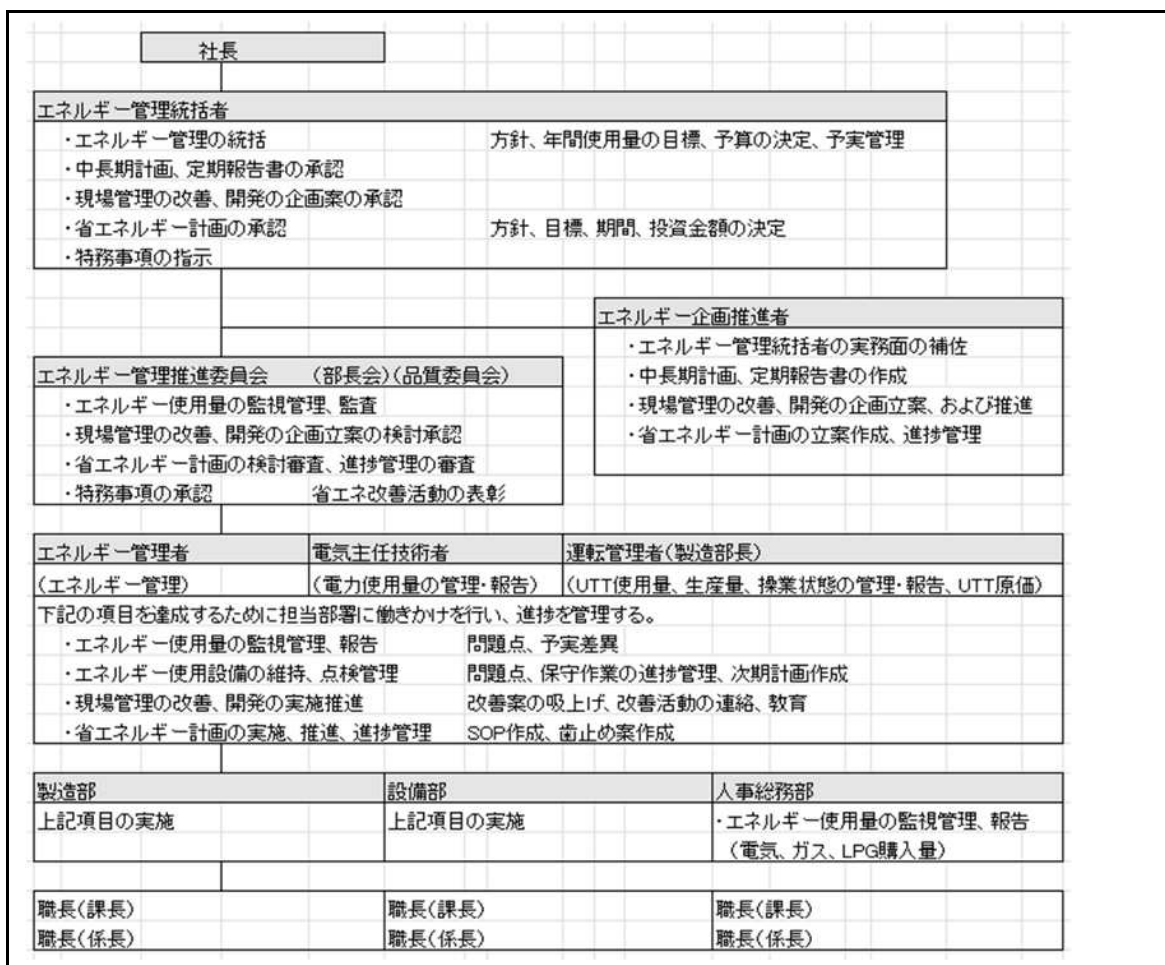 社長
エネルギー管理統括者
・エネルギー管理の統括 方針、年間使用量の目標、予算の決定、予実管理
・中長期計画、定期報告書の承認
・現場管理の改善、開発の企画案の承認
・省エネルギー計画の承認 方針、目標、期間、投資金額の決定
・特務事項の指示
エネルギー企画推進者
・エネルギー管理統括者の実務面の補佐
・中長期計画、定期報告書の作成
・現場管理の改善、開発の企画立案、および推進
・省エネルギー計画の立案作成、進捗管理
エネルギー管理推進委員会 (部長会)(品質委員会)
・エネルギー使用量の監視管理、監査
・現場管理の改善、開発の企画立案の検討承認
・省エネルギー計画の検討審査、進捗管理の審査
・特務事項の承認 省エネ改善活動の表彰
エネルギー管理者 電気主任技術者 運転管理者(製造部長)
(エネルギー管理) (電力使用量の管理・報告) (UTT使用量、生産量、操業状態の管理・報告、UTT原価)
下記の項目を達成するために担当部署に働きかけを行い、進捗を管理する。
・エネルギー使用量の監視管理、報告 問題点、予実差異
・エネルギー使用設備の維持、点検管理 問題点、保守作業の進捗管理、次期計画作成
・現場管理の改善、開発の実施推進 改善案の吸上げ、改善活動の連絡、教育
・省エネルギー計画の実施、推進、進捗管理 SOP作成、歯止め案作成
製造部 設備部 人事総務部
上記項目の実施 上記項目の実施 ・エネルギー使用量の監視管理、報告
(電気、ガス、LPG購入量)
職長(課長) 職長(課長) 職長(課長)
職長(係長) 職長(係長) 職長(係長)